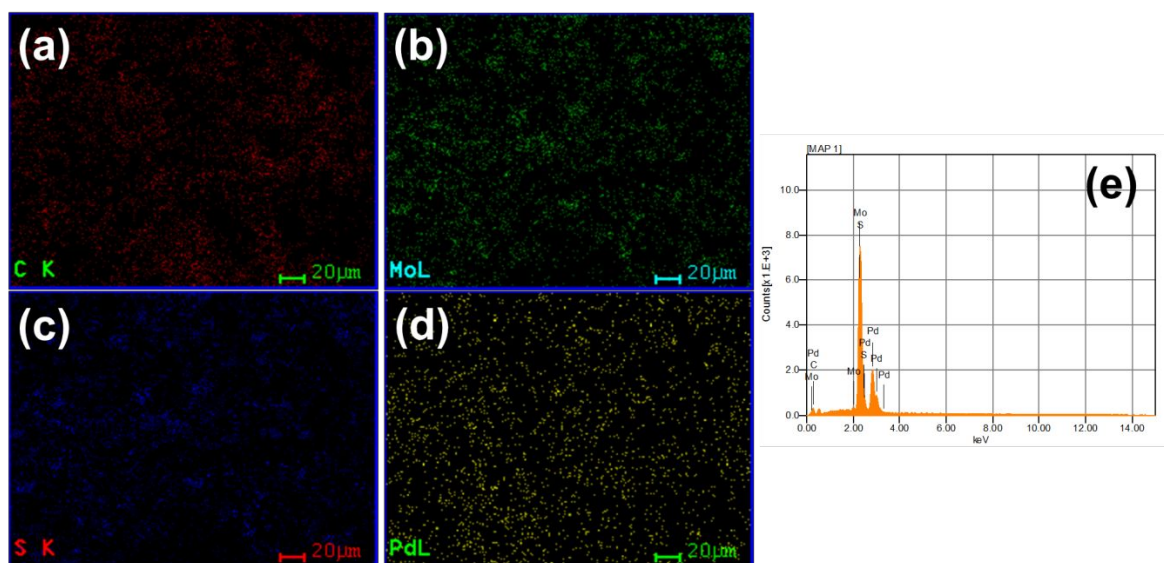 (a)
C K
20µm
(b)
MoL
20µm
(c)
S K
20µm
(d)
PdL
20µm
[MAP 1]
(e)
Counts[x1.E+3]
10.0
8.0
6.0
4.0
2.0
0.0
Mo
S
Pd
Pd
S
Pd
Pd
Mo
Pd
C
Mo
0.00 2.00 4.00 6.00 8.00 10.00 12.00 14.00
keV